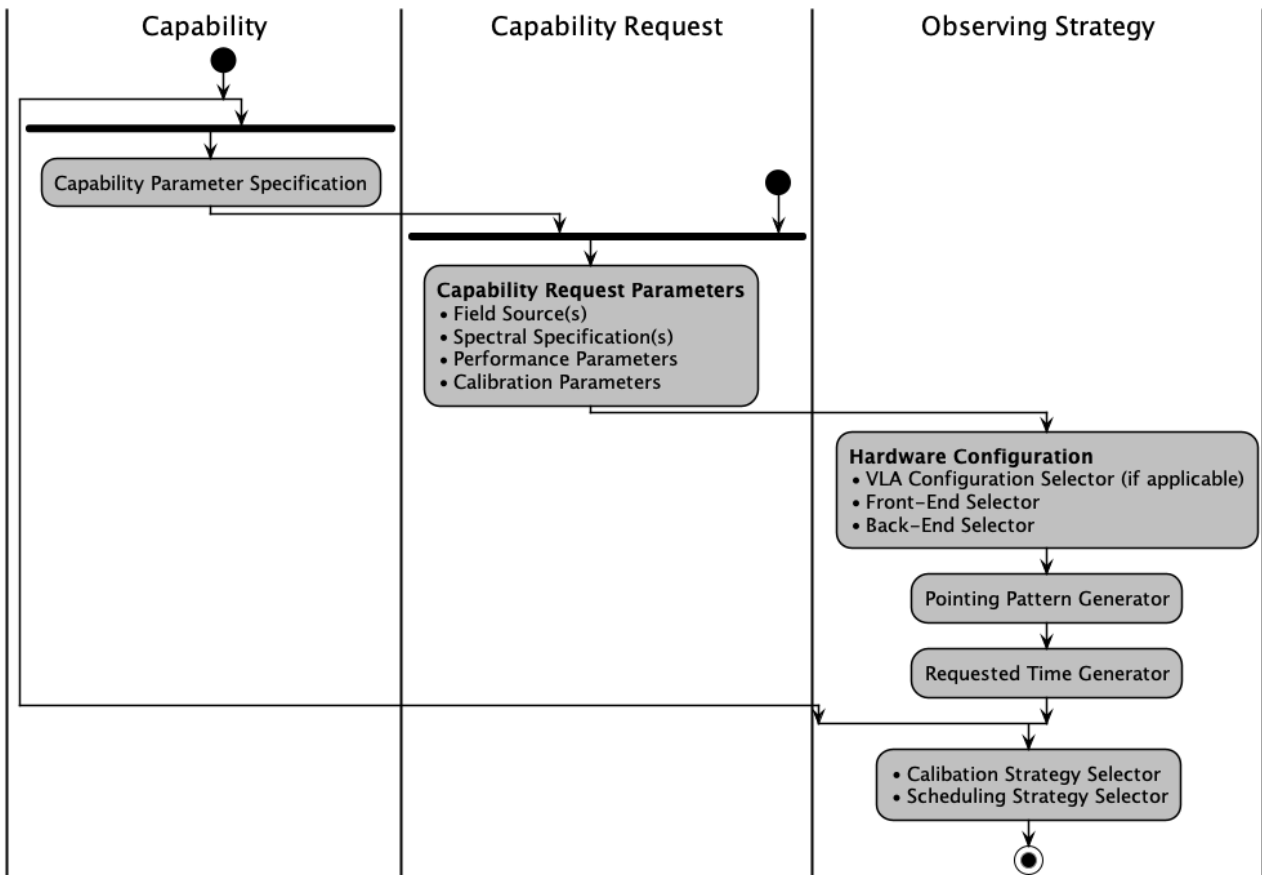 Capability
Capability Request
Observing Strategy
Capability Parameter Specification
Capability Request Parameters
• Field Source(s)
• Spectral Specification(s)
• Performance Parameters
• Calibration Parameters
Hardware Configuration
• VLA Configuration Selector (if applicable)
• Front-End Selector
• Back-End Selector
Pointing Pattern Generator
Requested Time Generator
• Calibation Strategy Selector
• Scheduling Strategy Selector